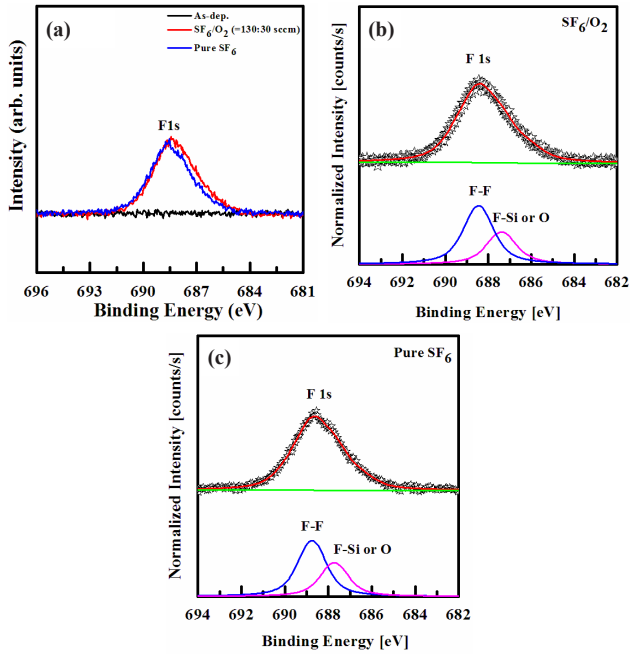 (a)
As-dep.
SF6/O2 (=130:30 sccm)
Pure SF6
F1s
Intensity (arb. units)
696 693 690 687 684 681
Binding Energy (eV)
(b)
SF6/O2
F 1s
F-F
F-Si or O
Normalized Intensity [counts/s]
694 692 690 688 686 684 682
Binding Energy [eV]
(c)
Pure SF6
F 1s
F-F
F-Si or O
Normalized Intensity [counts/s]
694 692 690 688 686 684 682
Binding Energy [eV]